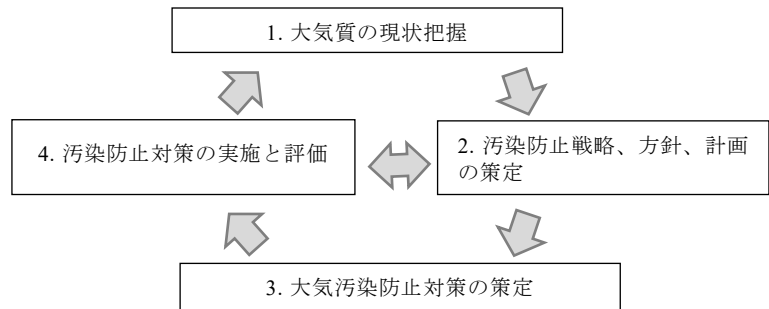 1. 大気質の現状把握
4. 汚染防止対策の実施と評価
2. 汚染防止戦略、方針、計画
の策定
3. 大気汚染防止対策の策定